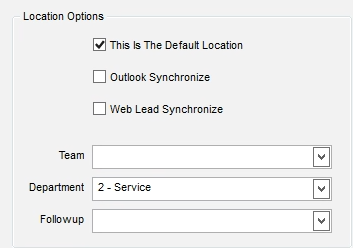 Location Options
This Is The Default Location
Outlook Synchronize
Web Lead Synchronize
Team
Department 2 - Service
Followup